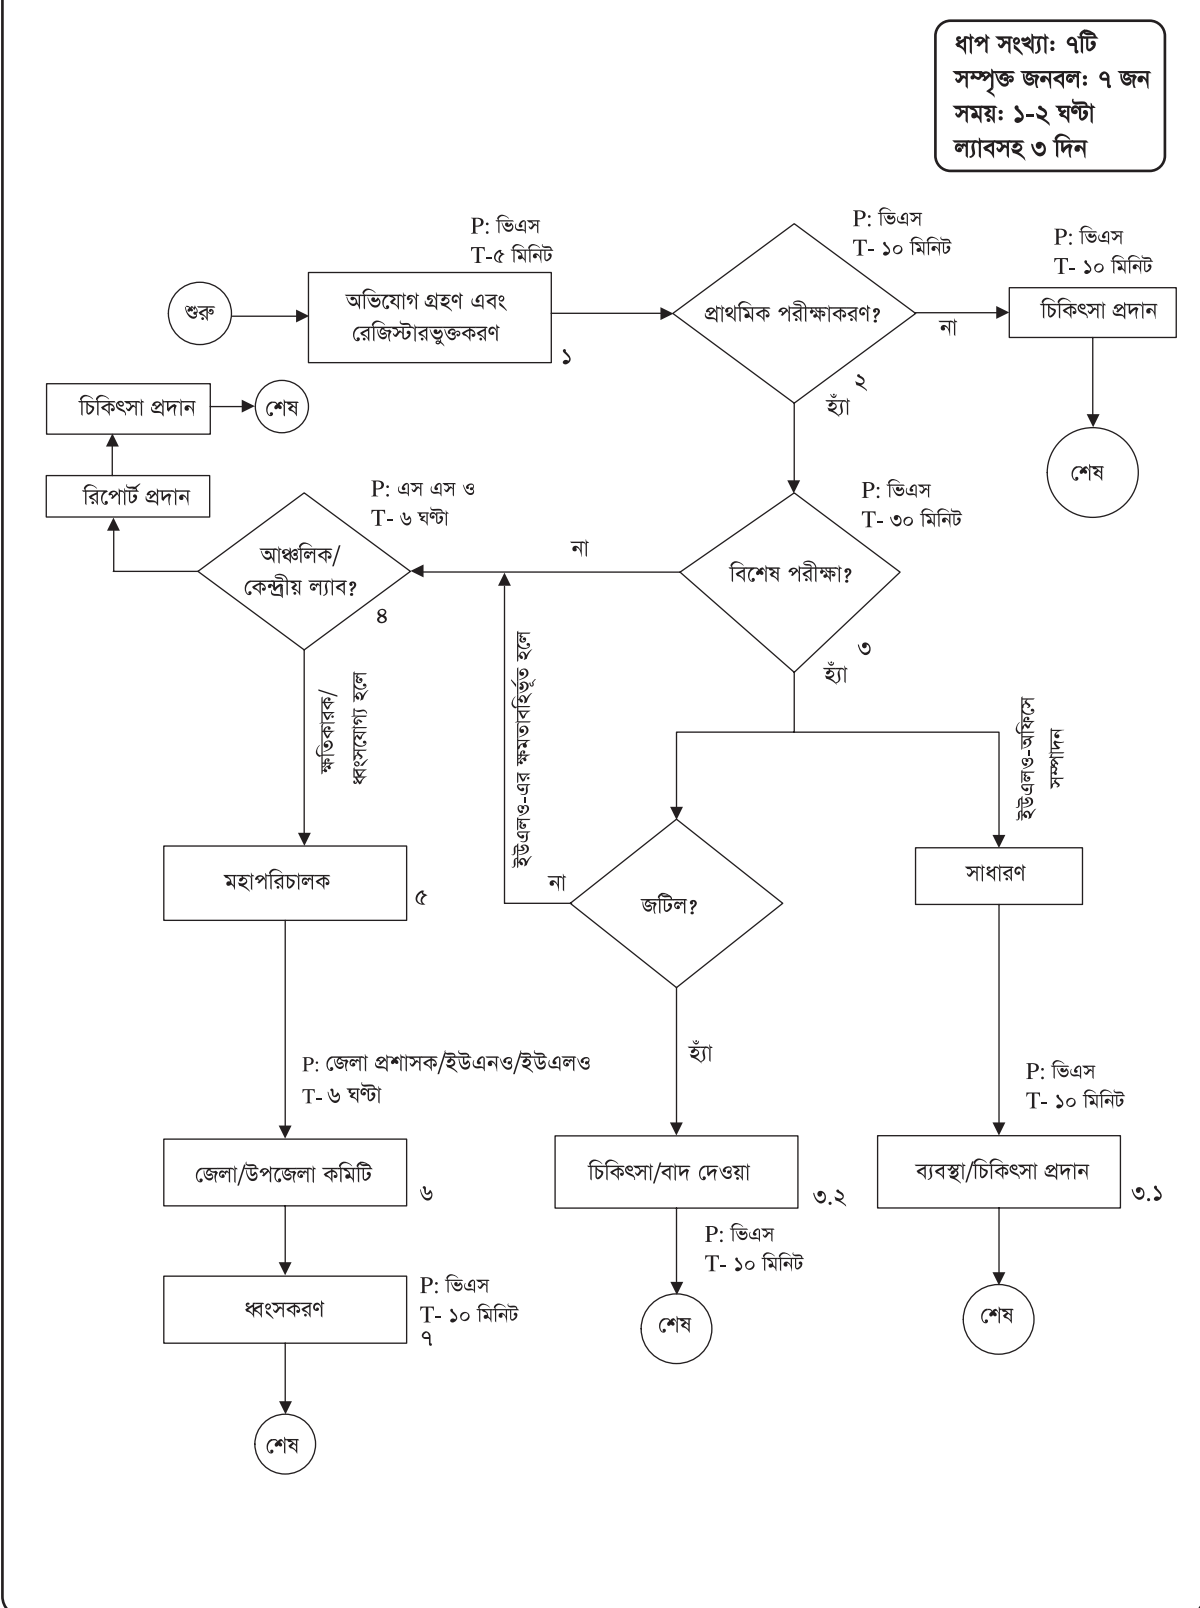 ধাপ সংখ্যা: ৭টি
সম্পৃক্ত জনবল: ৭ জন
সময়: ১-২ ঘণ্টা
ল্যাবসহ ৩ দিন
P: ভিএস
T-৫ মিনিট
P: ভিএস
T- ১০ মিনিট
P: ভিএস
T- ১০ মিনিট
শুরু
অভিযোগ গ্রহণ এবং
রেজিস্টারভুক্তকরণ
১
প্রাথমিক পরীক্ষাকরণ?
২
না
হ্যাঁ
চিকিৎসা প্রদান
শেষ
চিকিৎসা প্রদান
শেষ
রিপোর্ট প্রদান
P: এস এস ও
T- ৬ ঘণ্টা
আঞ্চলিক/
কেন্দ্রীয় ল্যাব?
৪
না
P: ভিএস
T- ৩০ মিনিট
বিশেষ পরীক্ষা?
৩
হ্যাঁ
ক্ষতিকারক/
ধ্বংসযোগ্য হলে
ইউএলও-এর ক্ষমতাবহির্ভূত হলে
ইউএলও-অফিসে
সম্পাদন
মহাপরিচালক
৫
না
জটিল?
হ্যাঁ
সাধারণ
P: জেলা প্রশাসক/ইউএনও/ইউএলও
T- ৬ ঘণ্টা
P: ভিএস
T- ১০ মিনিট
জেলা/উপজেলা কমিটি
৬
চিকিৎসা/বাদ দেওয়া
৩.২
ব্যবস্থা/চিকিৎসা প্রদান
৩.১
P: ভিএস
T- ১০ মিনিট
ধ্বংসকরণ
P: ভিএস
T- ১০ মিনিট
৭
শেষ
শেষ
শেষ